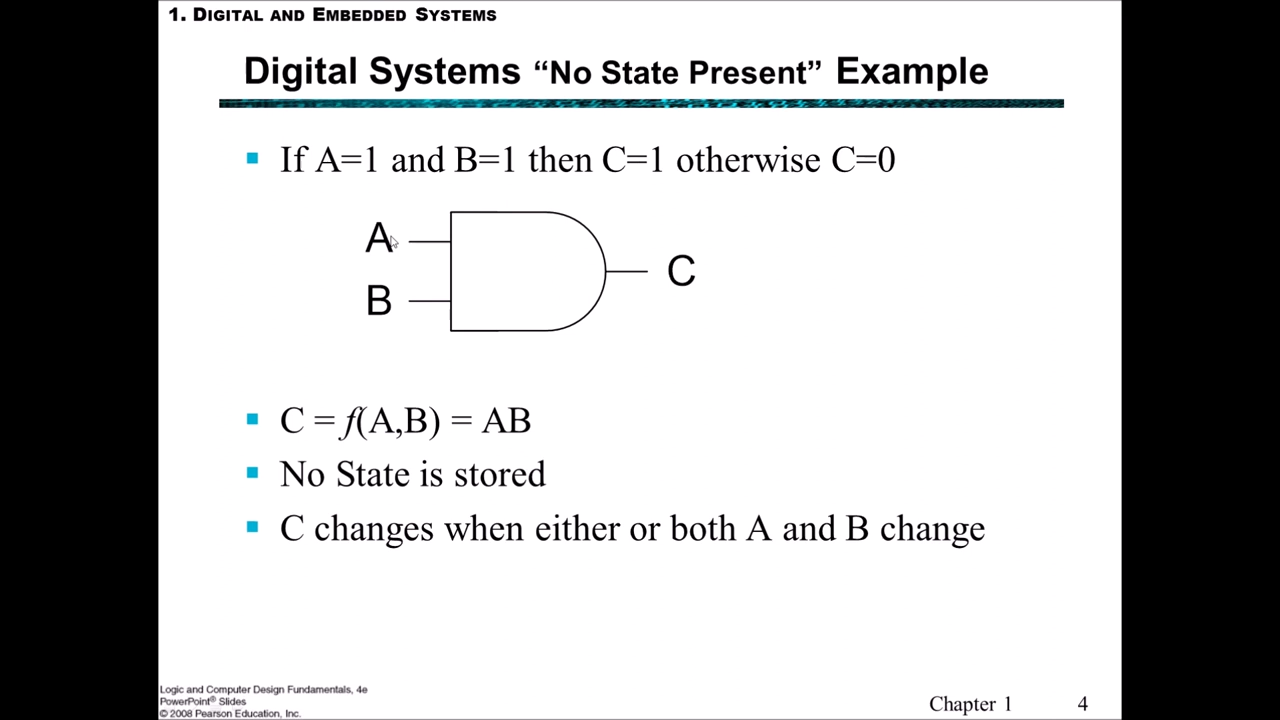 1. DIGITAL AND EMBEDDED SYSTEMS
Digital Systems “No State Present” Example
▪ If A=1 and B=1 then C=1 otherwise C=0
A
B
C
▪ C = f(A,B) = AB
▪ No State is stored
▪ C changes when either or both A and B change
Logic and Computer Design Fundamentals, 4e
PowerPoint® Slides
© 2008 Pearson Education, Inc.
Chapter 1 4